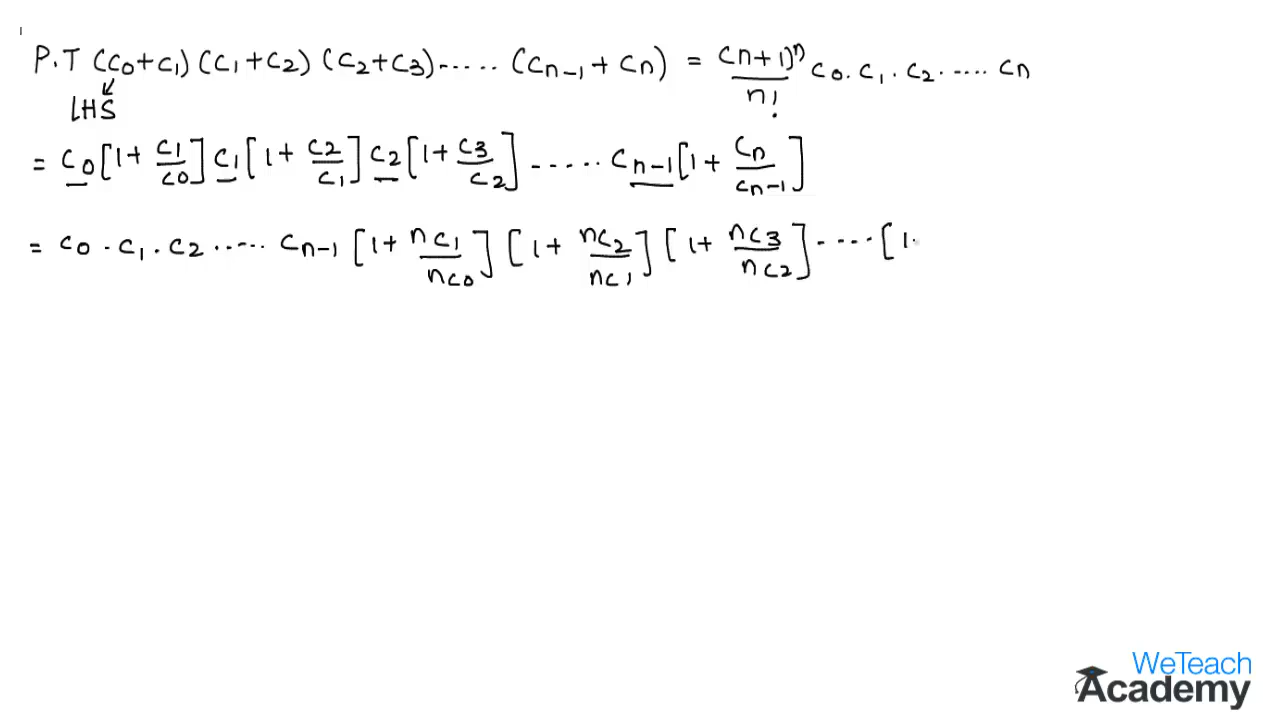 P.T (C0+C1) (C1+C2) (C2+C3) ..... (Cn-1 + Cn) = (n+1)^n / n! C0 . C1 . C2 . .... Cn
LHS
= C0 [1 + C1/C0] C1 [1 + C2/C1] C2 [1 + C3/C2] ..... Cn-1 [1 + Cn/Cn-1]
= C0 . C1 . C2 ..... Cn-1 [1 + nC1/nC0] [1 + nC2/nC1] [1 + nC3/nC2] ..... [1
WeTeach
Academy